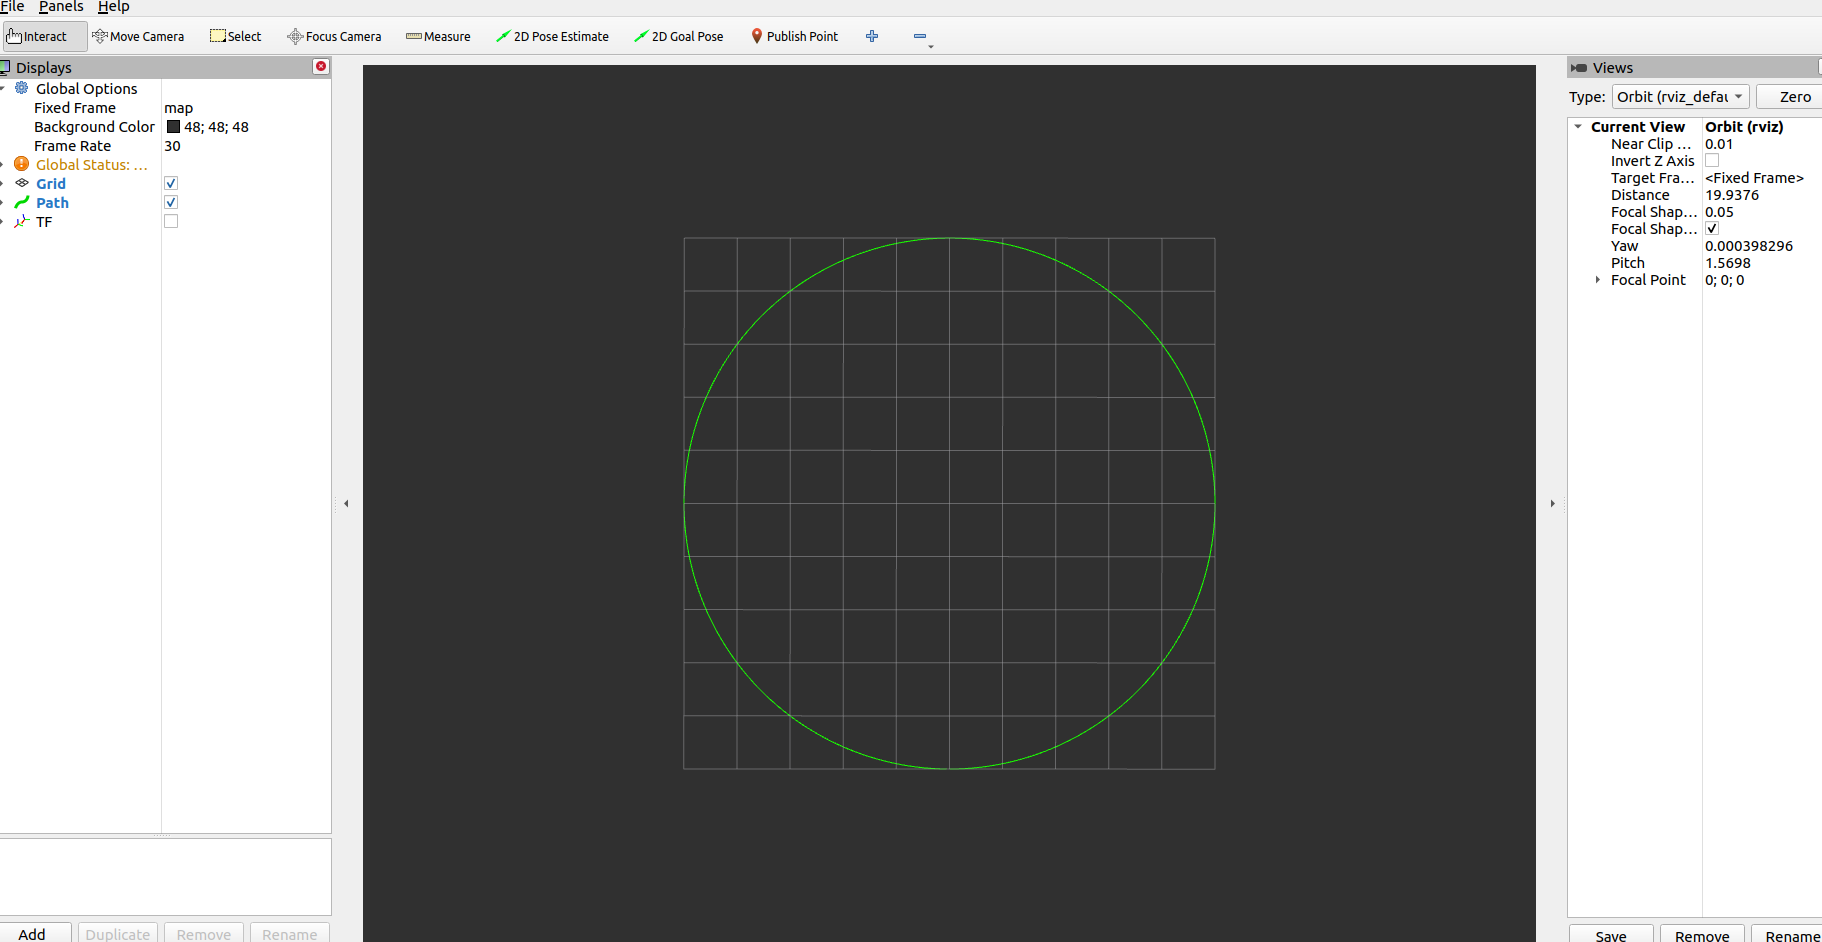 File Panels Help
Interact Move Camera Select Focus Camera Measure 2D Pose Estimate 2D Goal Pose Publish Point
Displays
Global Options
Fixed Frame map
Background Color 48; 48; 48
Frame Rate 30
Global Status: ...
Grid
Path
TF
Add Duplicate Remove Rename
Views
Type: Orbit (rviz_defau Zero
Current View Orbit (rviz)
Near Clip ... 0.01
Invert Z Axis
Target Fra... <Fixed Frame>
Distance 19.9376
Focal Shap... 0.05
Focal Shap...
Yaw 0.000398296
Pitch 1.5698
Focal Point 0; 0; 0
Save Remove Rename